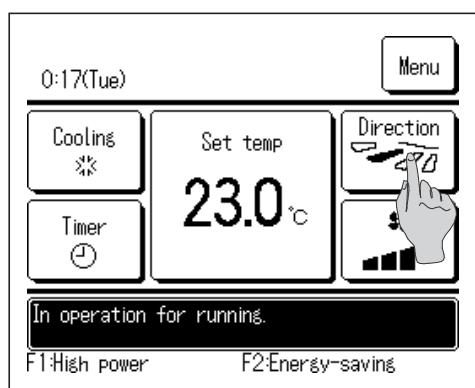 0:17(Tue)
Menu
Cooling
Set temp
Direction
23.0°C
Timer
In operation for running.
F1:High power
F2:Energy-saving